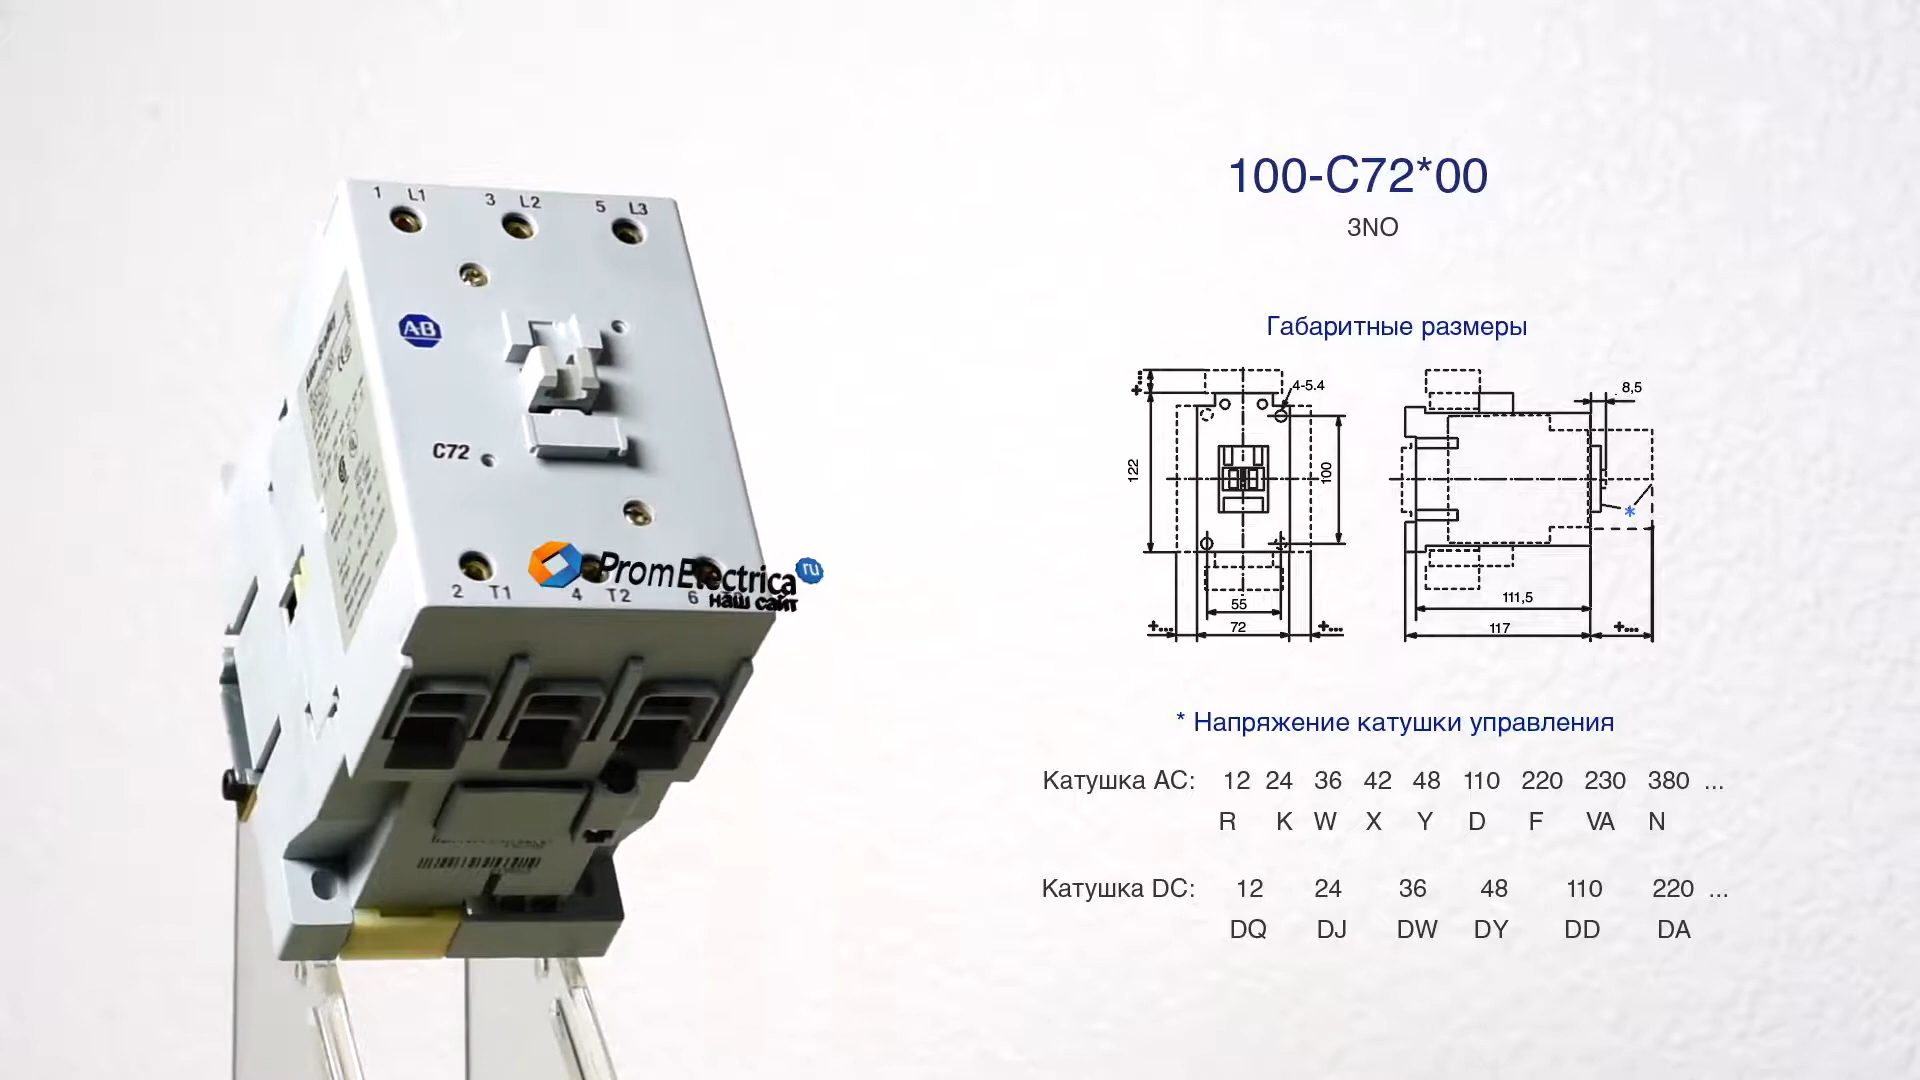 1 L1 3 L2 5 L3
A-B
C72
PromElectrica ru
наш сайт
2 T1 4 T2 6
100-C72*00
3NO
Габаритные размеры
+...
4-5.4
8,5
122
100
*
55
111,5
+... 72 +...
117 +...
* Напряжение катушки управления
Катушка AC: 12 24 36 42 48 110 220 230 380 ...
R K W X Y D F VA N
Катушка DC: 12 24 36 48 110 220 ...
DQ DJ DW DY DD DA